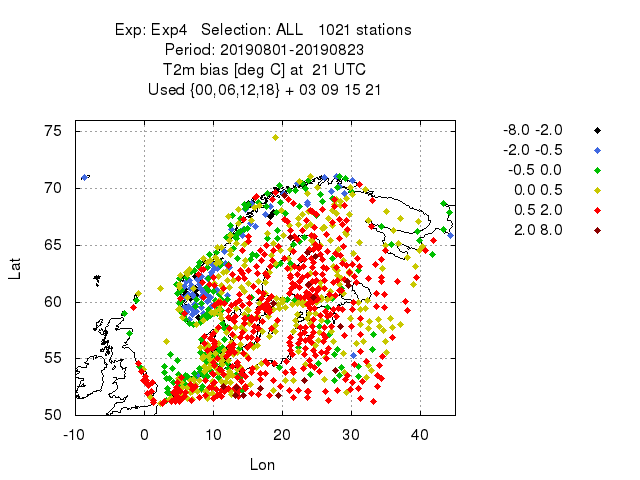 Exp: Exp4   Selection: ALL   1021 stations
Period: 20190801-20190823
T2m bias [deg C] at  21 UTC
Used {00,06,12,18} + 03 09 15 21
-8.0 -2.0
-2.0 -0.5
-0.5 0.0
0.0 0.5
0.5 2.0
2.0 8.0
75
70
65
60
55
50
Lat
-10 0 10 20 30 40
Lon